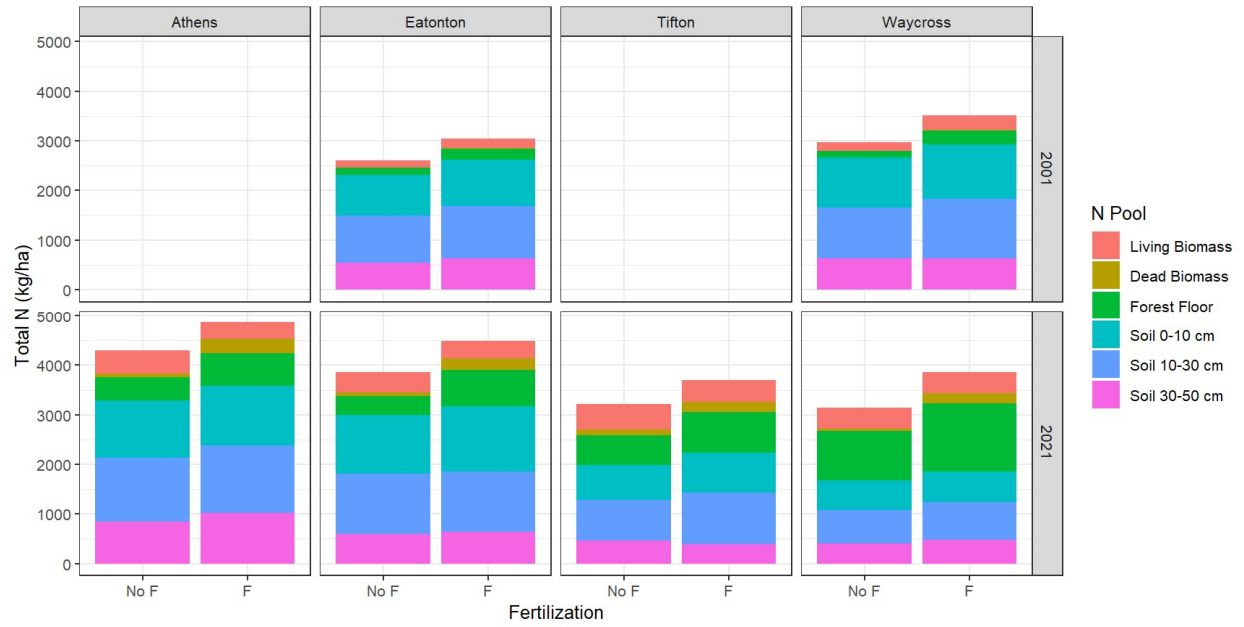 Athens
Eatonton
Tifton
Waycross
Total N (kg/ha)
5000
4000
3000
2000
1000
0
2001
5000
4000
3000
2000
1000
0
2021
No F
F
No F
F
No F
F
No F
F
Fertilization
N Pool
Living Biomass
Dead Biomass
Forest Floor
Soil 0-10 cm
Soil 10-30 cm
Soil 30-50 cm